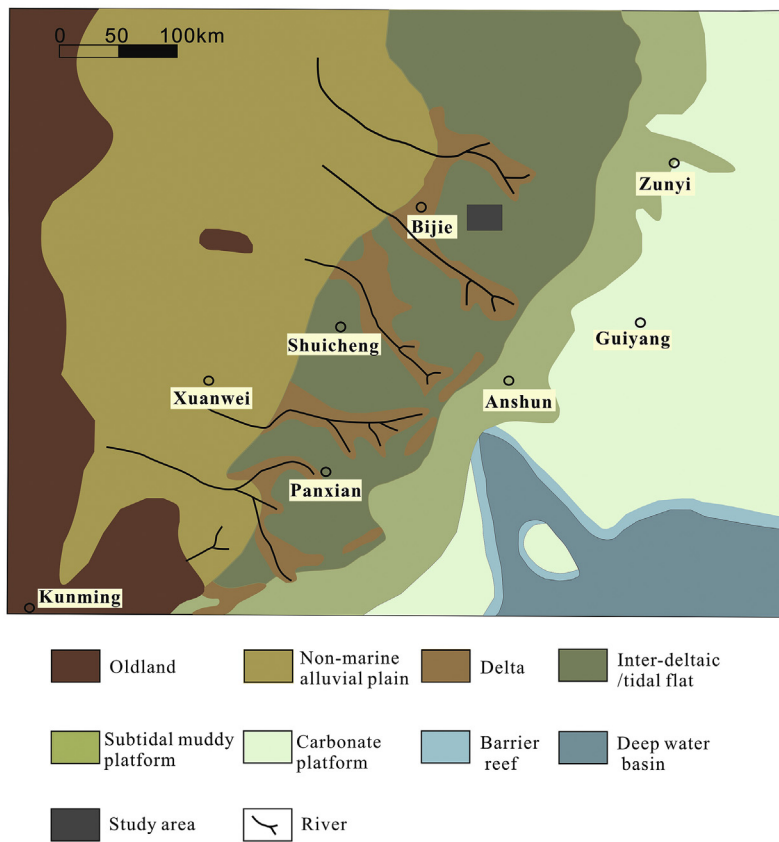 0 50 100km
Zunyi
Bijie
Shuicheng
Guiyang
Xuanwei
Anshun
Panxian
Kunming
Oldland
Non-marine
alluvial plain
Delta
Inter-deltaic
/tidal flat
Subtidal muddy
platform
Carbonate
platform
Barrier
reef
Deep water
basin
Study area
River